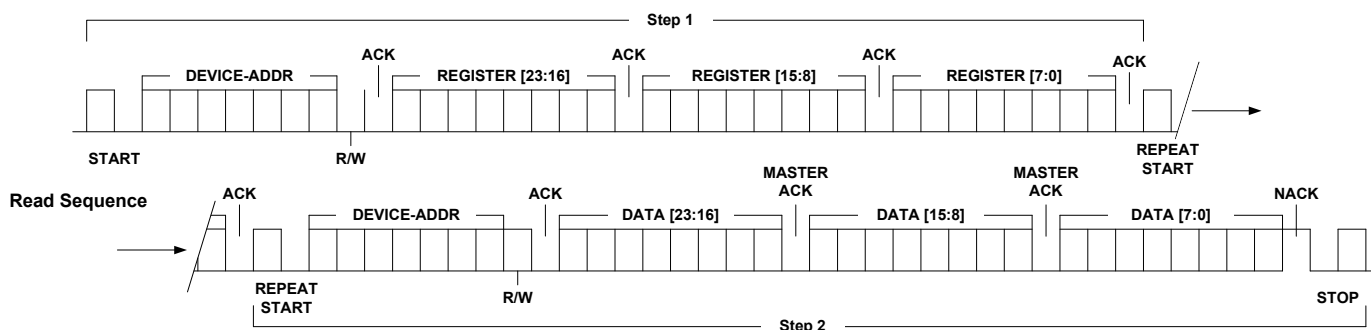 Step 1
ACK ACK ACK ACK
DEVICE-ADDR REGISTER [23:16] REGISTER [15:8] REGISTER [7:0]
START R/W REPEAT
START
Read Sequence
ACK ACK MASTER
ACK MASTER
ACK NACK
DEVICE-ADDR DATA [23:16] DATA [15:8] DATA [7:0]
REPEAT
START R/W STOP
Step 2